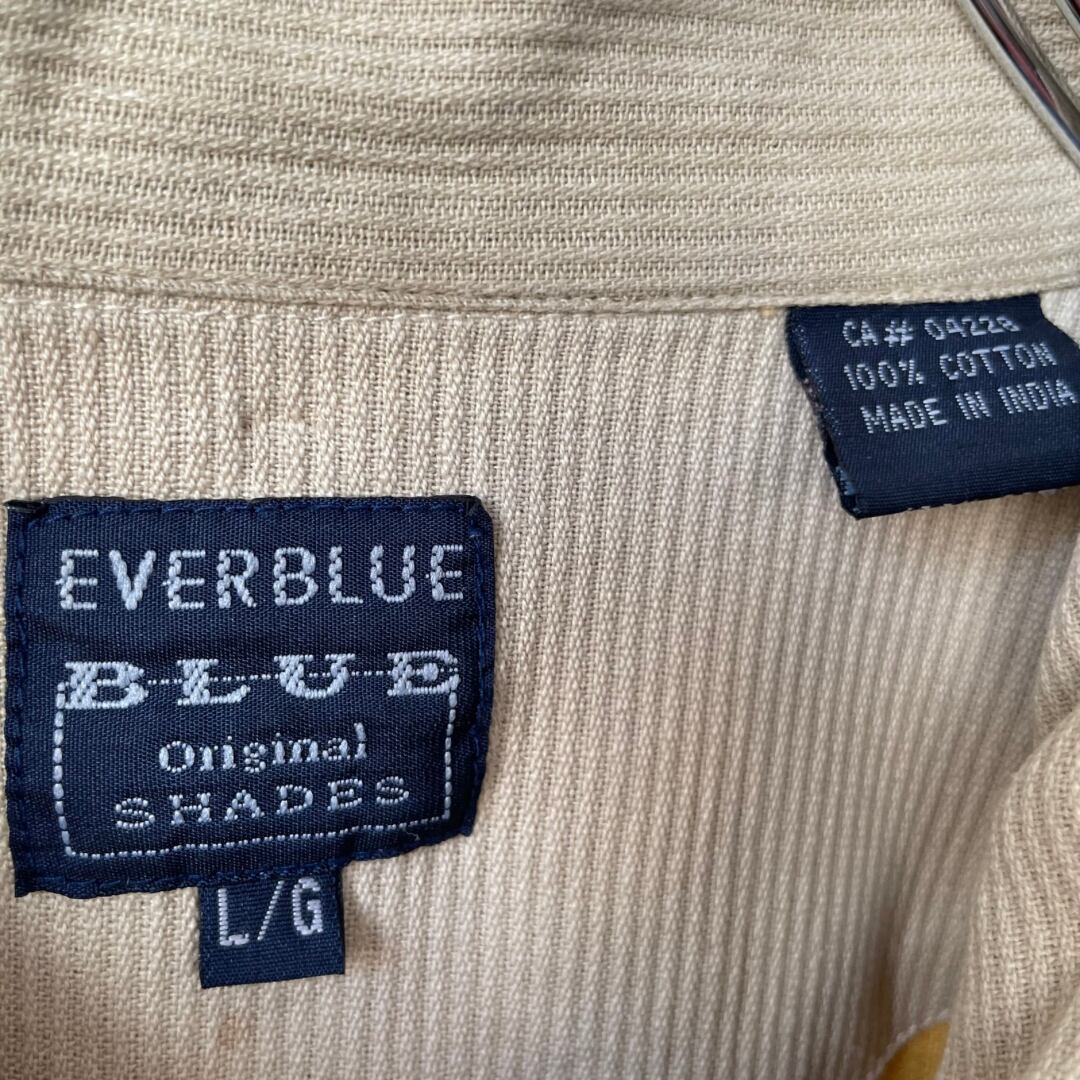 CA # 04228
100% COTTON
MADE IN INDIA
EVERBLUE
BLUE
Original
SHADES
L/G